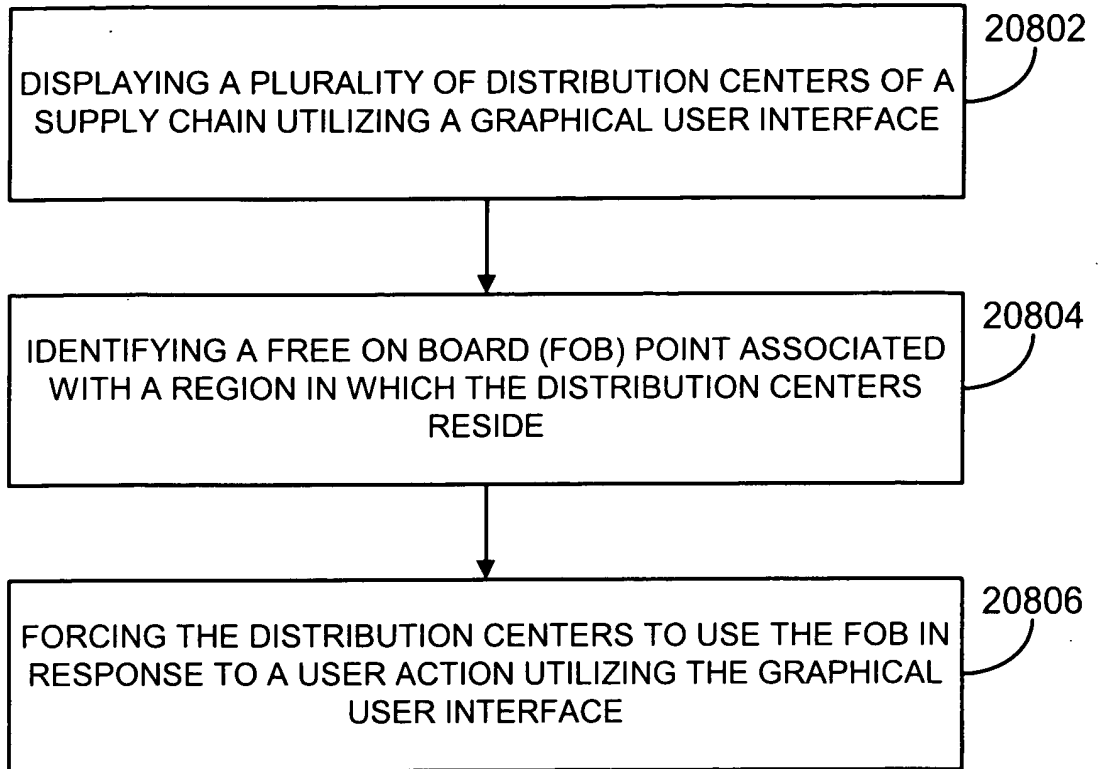 20802
DISPLAYING A PLURALITY OF DISTRIBUTION CENTERS OF A
SUPPLY CHAIN UTILIZING A GRAPHICAL USER INTERFACE
20804
IDENTIFYING A FREE ON BOARD (FOB) POINT ASSOCIATED
WITH A REGION IN WHICH THE DISTRIBUTION CENTERS
RESIDE
20806
FORCING THE DISTRIBUTION CENTERS TO USE THE FOB IN
RESPONSE TO A USER ACTION UTILIZING THE GRAPHICAL
USER INTERFACE